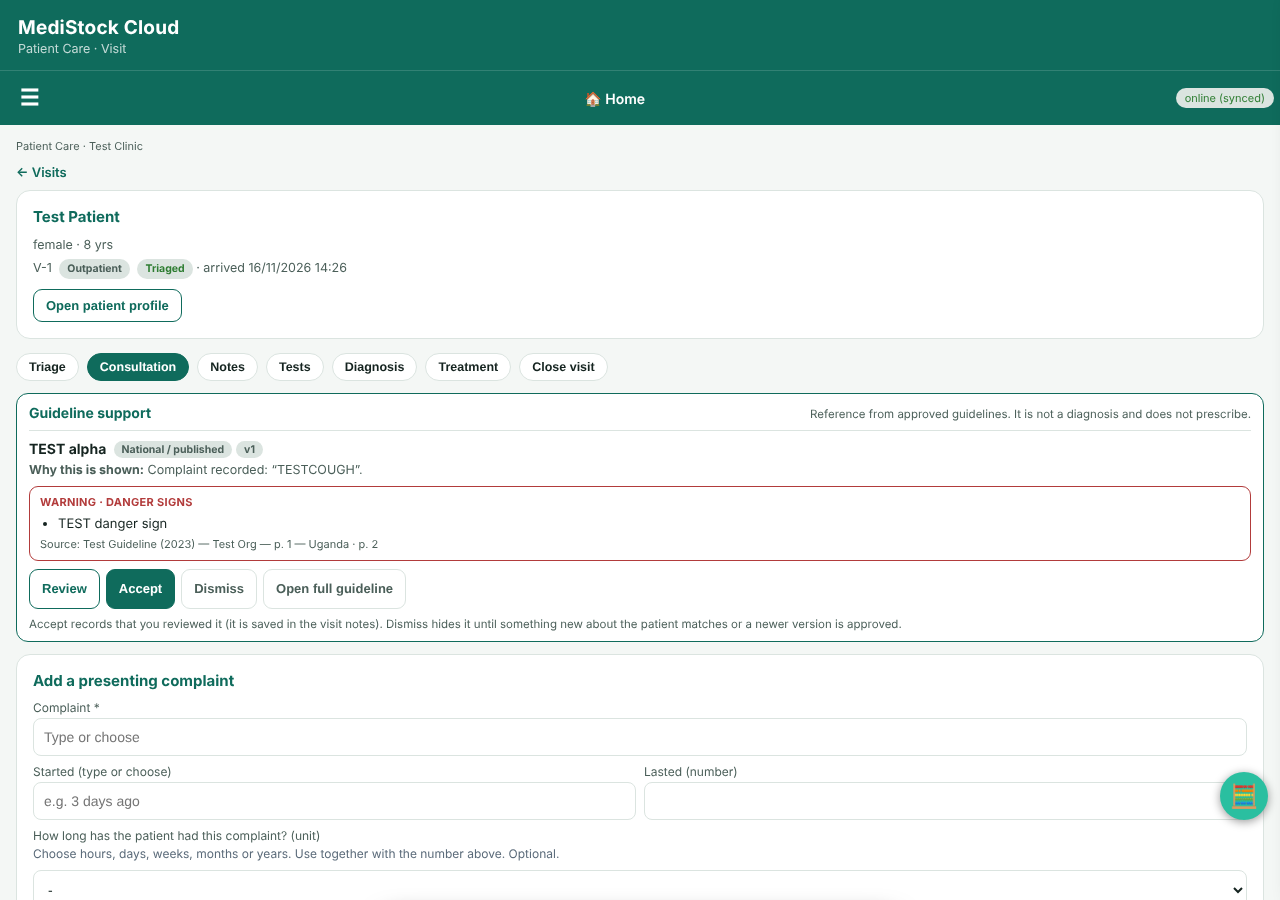 MediStock Cloud
Patient Care · Visit
☰
🏠 Home
online (synced)
Patient Care · Test Clinic
← Visits
Test Patient
female · 8 yrs
V-1 Outpatient Triaged · arrived 16/11/2026 14:26
Open patient profile
Triage Consultation Notes Tests Diagnosis Treatment Close visit
Guideline support
Reference from approved guidelines. It is not a diagnosis and does not prescribe.
TEST alpha National / published v1
Why this is shown: Complaint recorded: “TESTCOUGH”.
WARNING · DANGER SIGNS
• TEST danger sign
Source: Test Guideline (2023) — Test Org — p. 1 — Uganda · p. 2
Review Accept Dismiss Open full guideline
Accept records that you reviewed it (it is saved in the visit notes). Dismiss hides it until something new about the patient matches or a newer version is approved.
Add a presenting complaint
Complaint *
Type or choose
Started (type or choose) Lasted (number)
e.g. 3 days ago
How long has the patient had this complaint? (unit)
Choose hours, days, weeks, months or years. Use together with the number above. Optional.
-